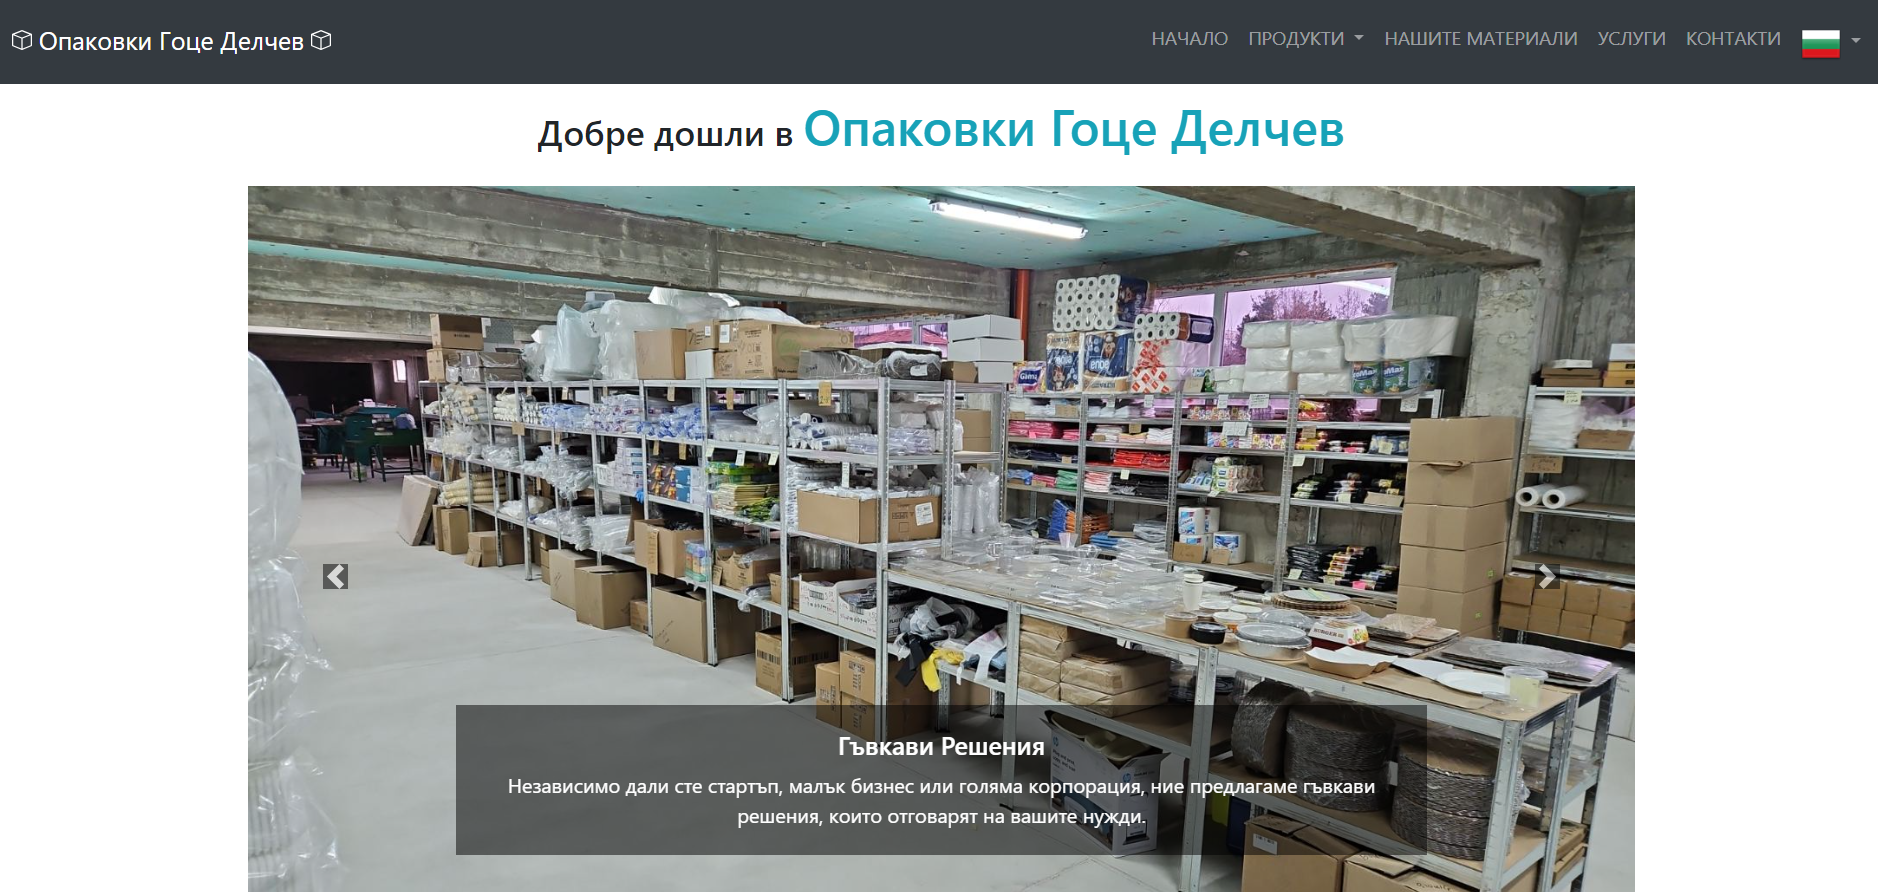 Опаковки Гоце Делчев
НАЧАЛО ПРОДУКТИ НАШИТЕ МАТЕРИАЛИ УСЛУГИ КОНТАКТИ
Добре дошли в Опаковки Гоце Делчев
Гъвкави Решения
Независимо дали сте стартъп, малък бизнес или голяма корпорация, ние предлагаме гъвкави
решения, които отговарят на вашите нужди.